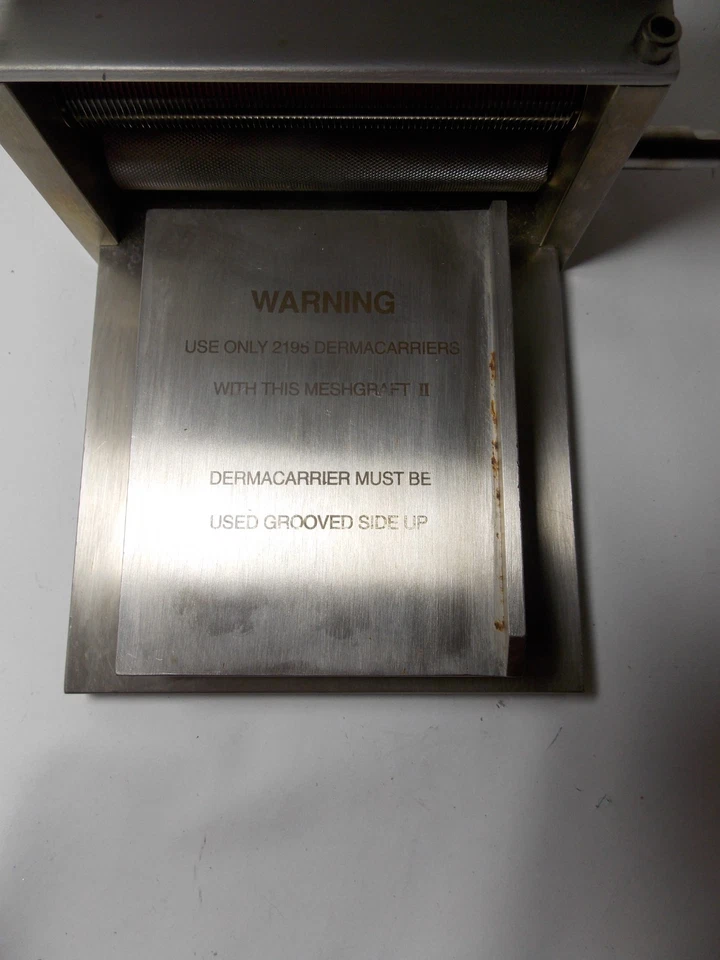 WARNING
USE ONLY 2195 DERMACARRIERS
WITH THIS MESHGRAFT II
DERMACARRIER MUST BE
USED GROOVED SIDE UP